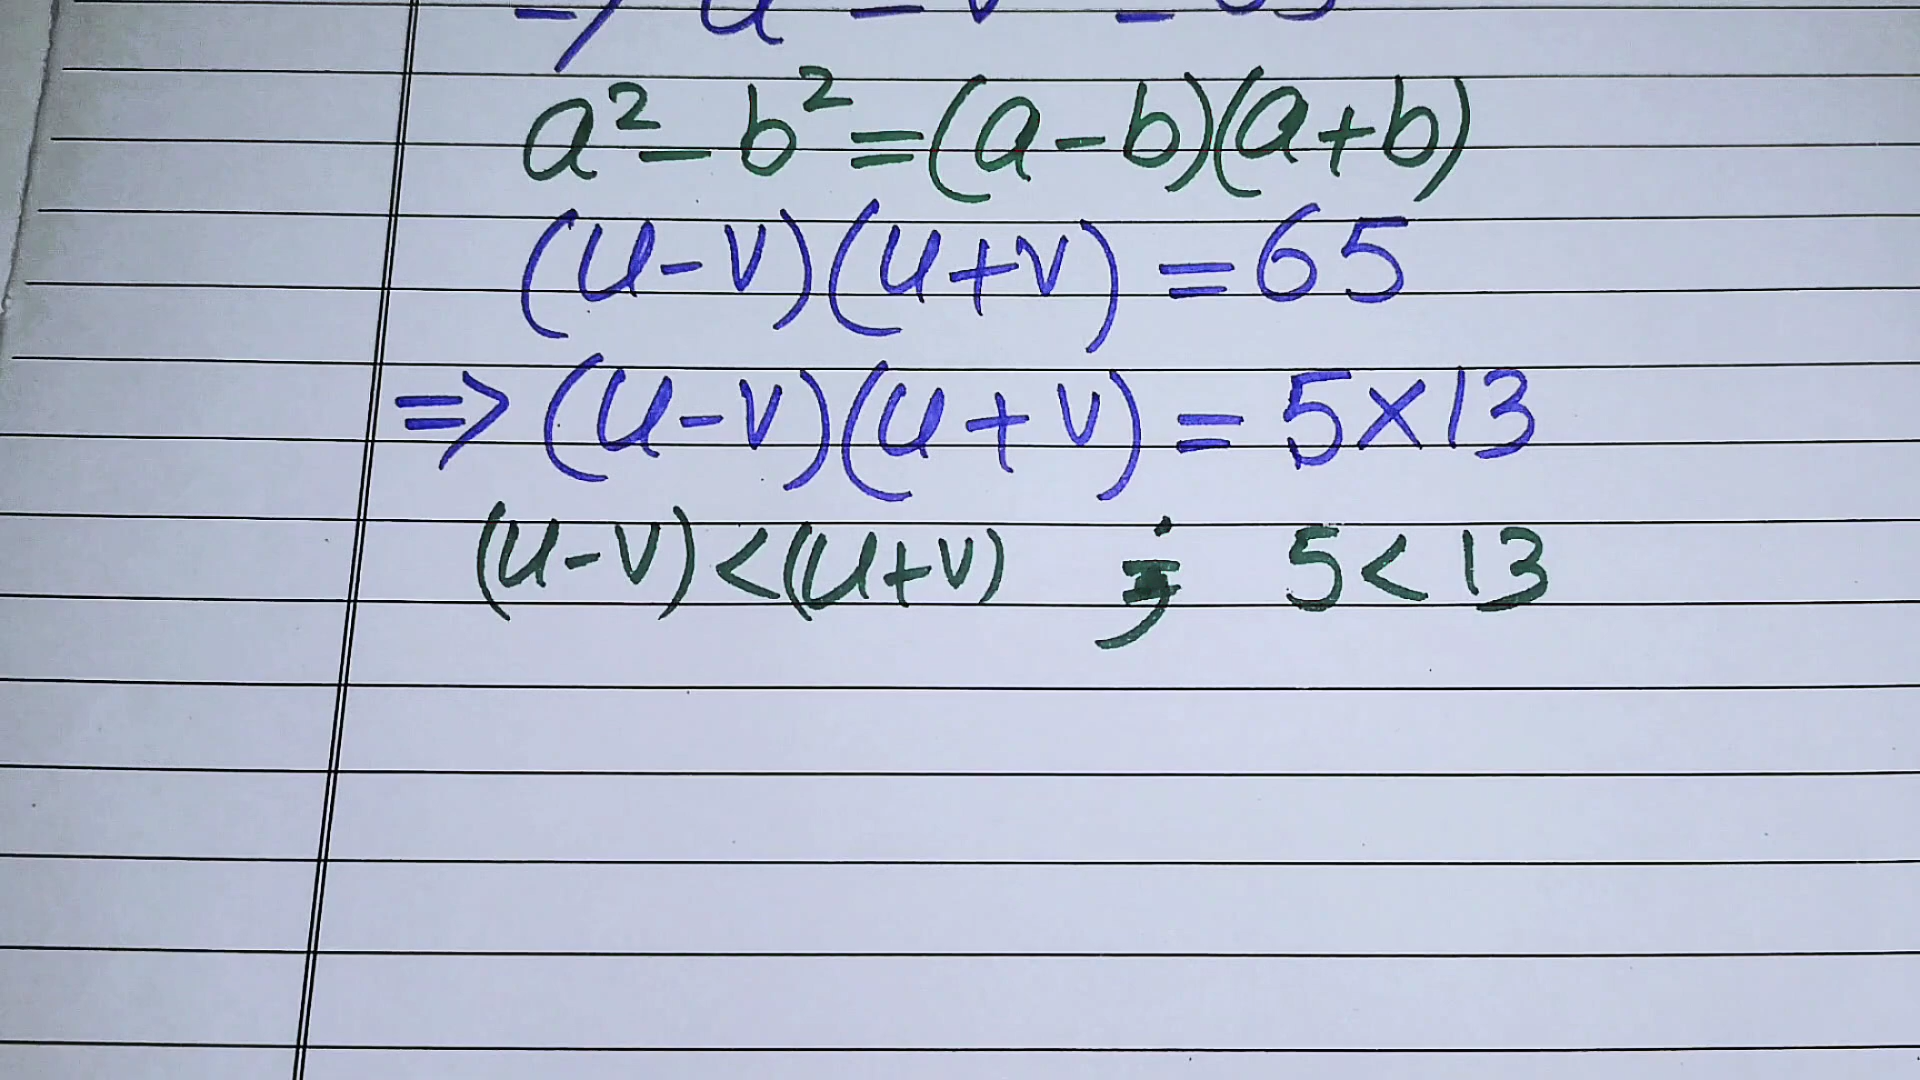 a² - b² = (a-b)(a+b)
(u-v)(u+v) = 65
⇒ (u-v)(u+v) = 5×13
(u-v)<(u+v) ; 5<13